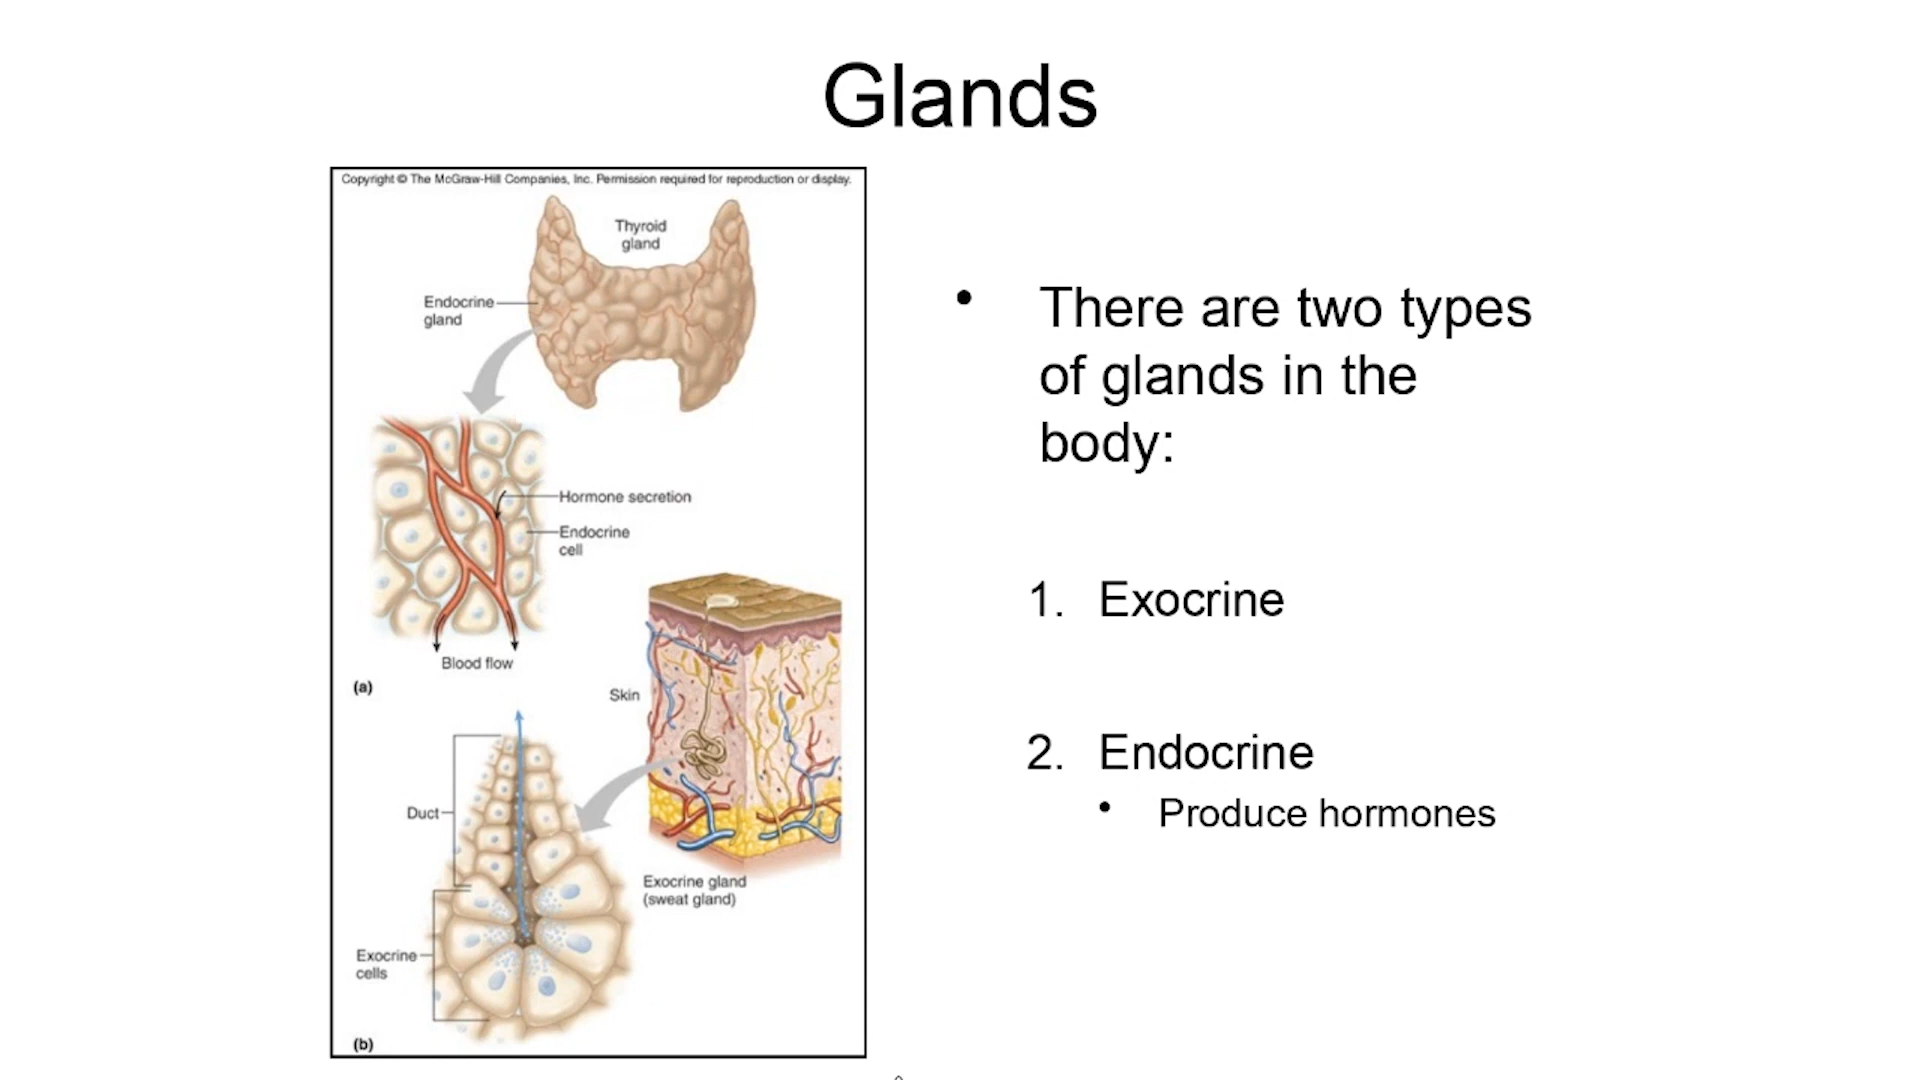 Glands
Copyright © The McGraw-Hill Companies, Inc. Permission required for reproduction or display.
Thyroid
gland
Endocrine
gland
Hormone secretion
Endocrine
cell
Blood flow
(a)
Skin
Duct
Exocrine gland
(sweat gland)
Exocrine
cells
(b)
• There are two types
of glands in the
body:
1. Exocrine
2. Endocrine
• Produce hormones